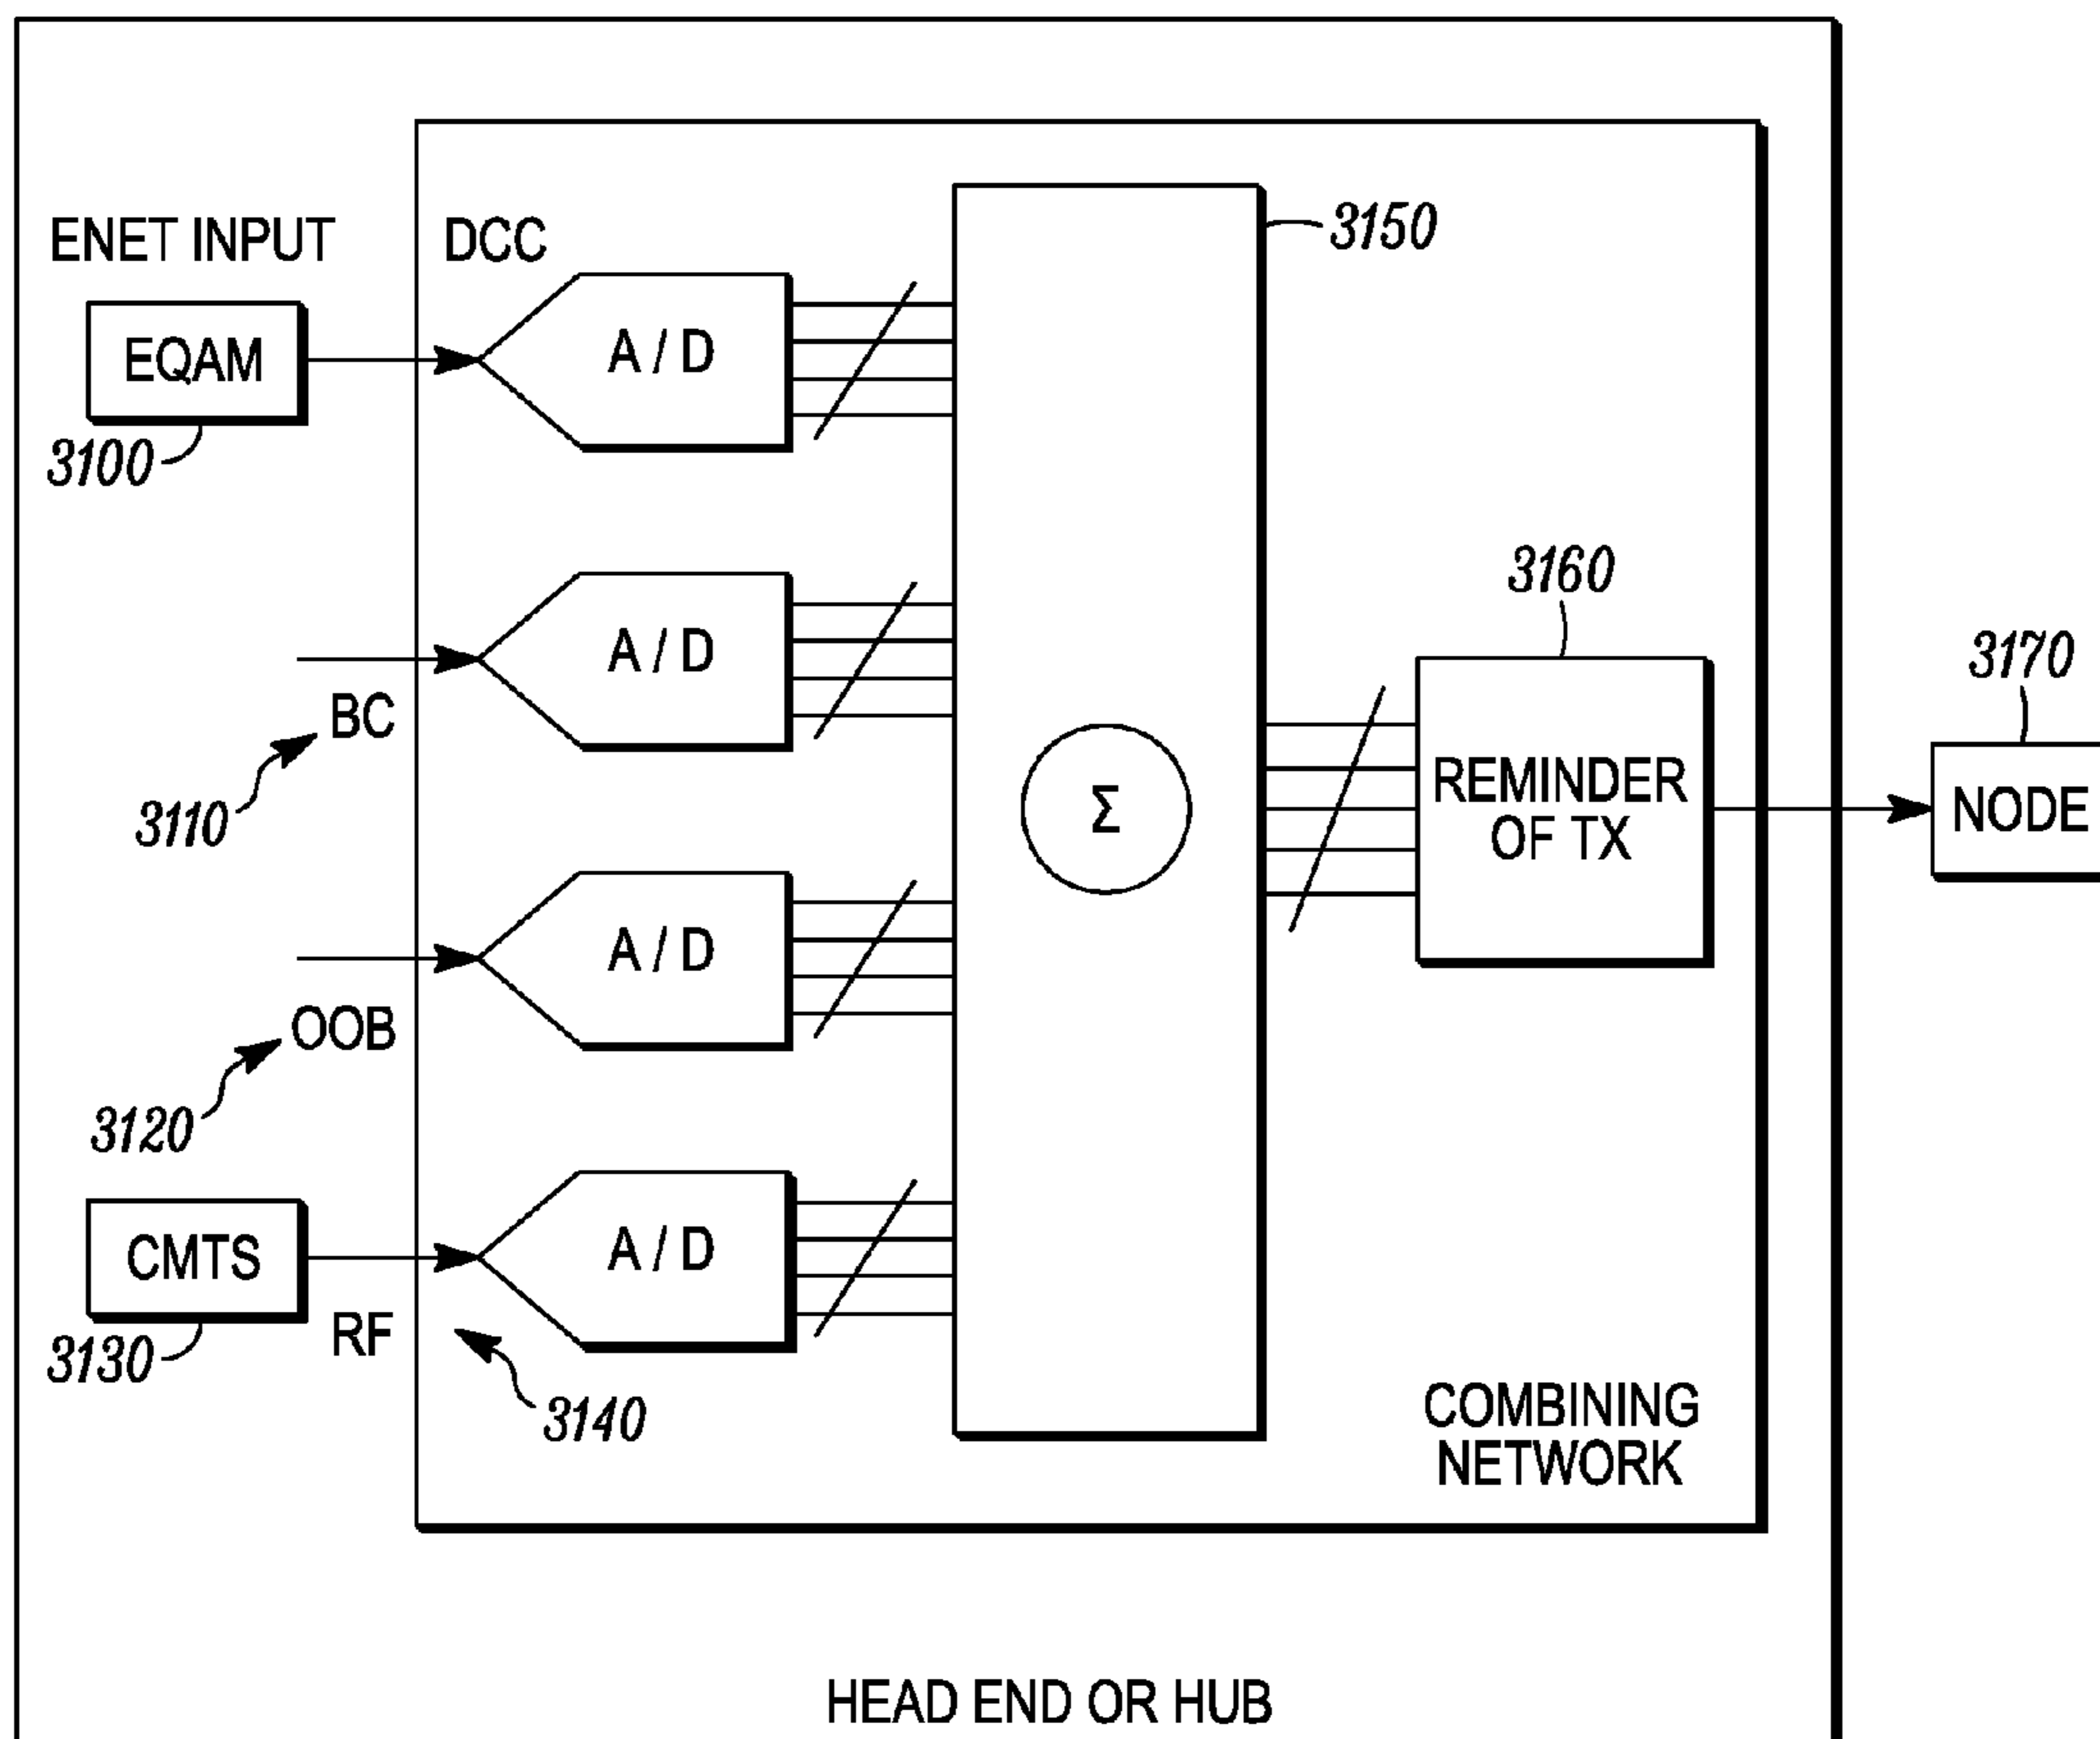 ENET INPUT
DCC
3150
EQAM
A / D
3100
3160
A / D
3170
BC
REMINDER
OF TX
Σ
NODE
3110
A / D
OOB
3120
CMTS
A / D
RF
3130
3140
COMBINING
NETWORK
HEAD END OR HUB